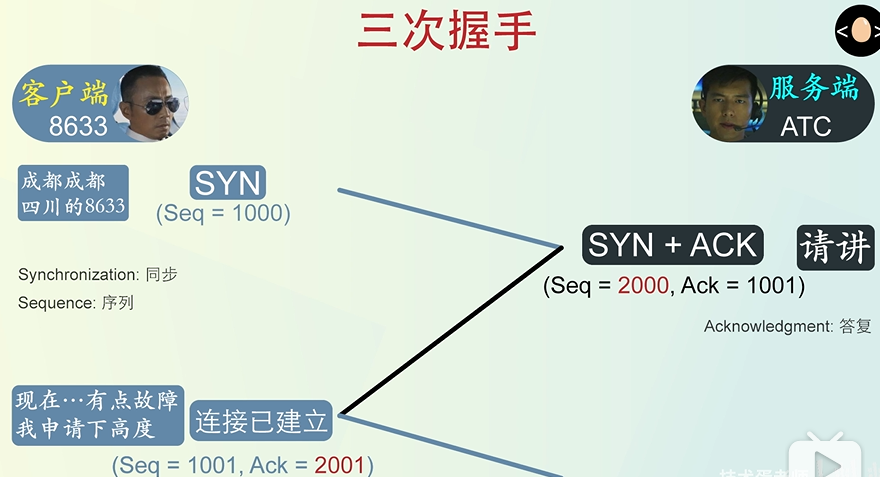 三次握手
< >
客户端
8633
服务端
ATC
成都成都
四川的8633
SYN
(Seq = 1000)
SYN + ACK
请讲
(Seq = 2000, Ack = 1001)
Synchronization: 同步
Sequence: 序列
Acknowledgment: 答复
现在…有点故障
我申请下高度
连接已建立
(Seq = 1001, Ack = 2001)